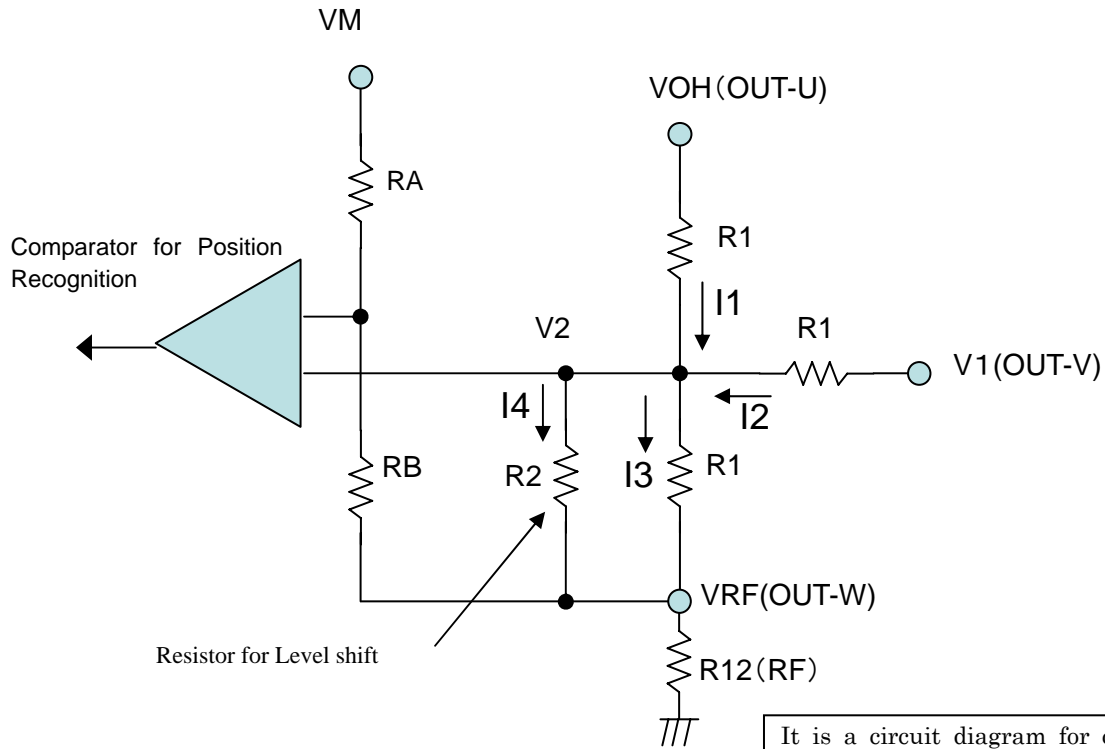 VM
VOH(OUT-U)
RA
R1
Comparator for Position
Recognition
I1
V2
R1
V1(OUT-V)
I4
I2
RB
R2
I3
R1
VRF(OUT-W)
Resistor for Level shift
R12(RF)
It is a circuit diagram for